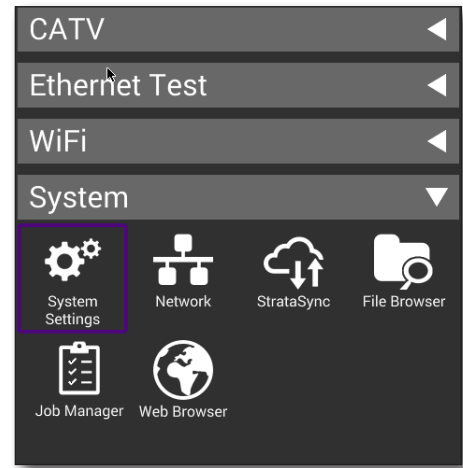 CATV
Ethernet Test
WiFi
System
System
Settings
Network
StrataSync
File Browser
Job Manager
Web Browser